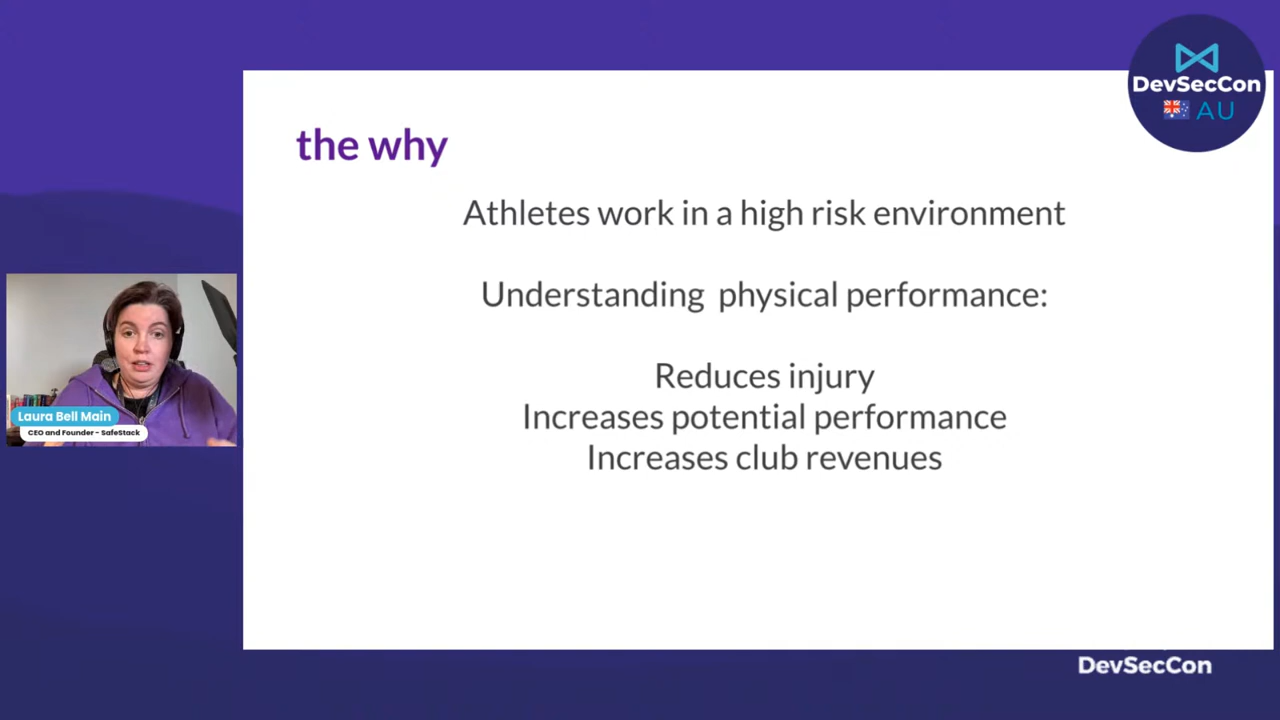 DevSecCon
AU
the why
Athletes work in a high risk environment
Understanding physical performance:
Reduces injury
Increases potential performance
Increases club revenues
Laura Bell Main
CEO and Founder - SafeStack
DevSecCon